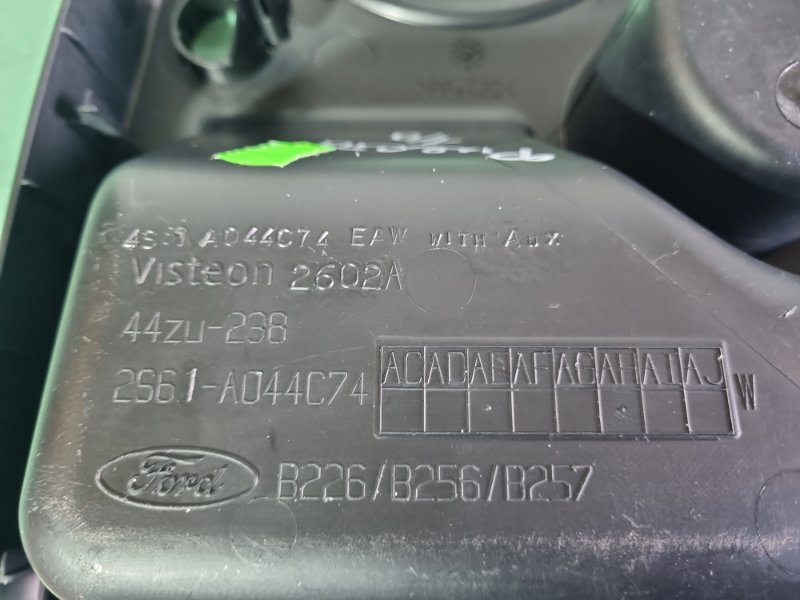 4S61 A044C74 EAW WITH AUX
Visteon 2602A
44ZU-238
2S61-A044C74 AC AD AE AF AG AH AI AJ W
Ford B226/B256/B257